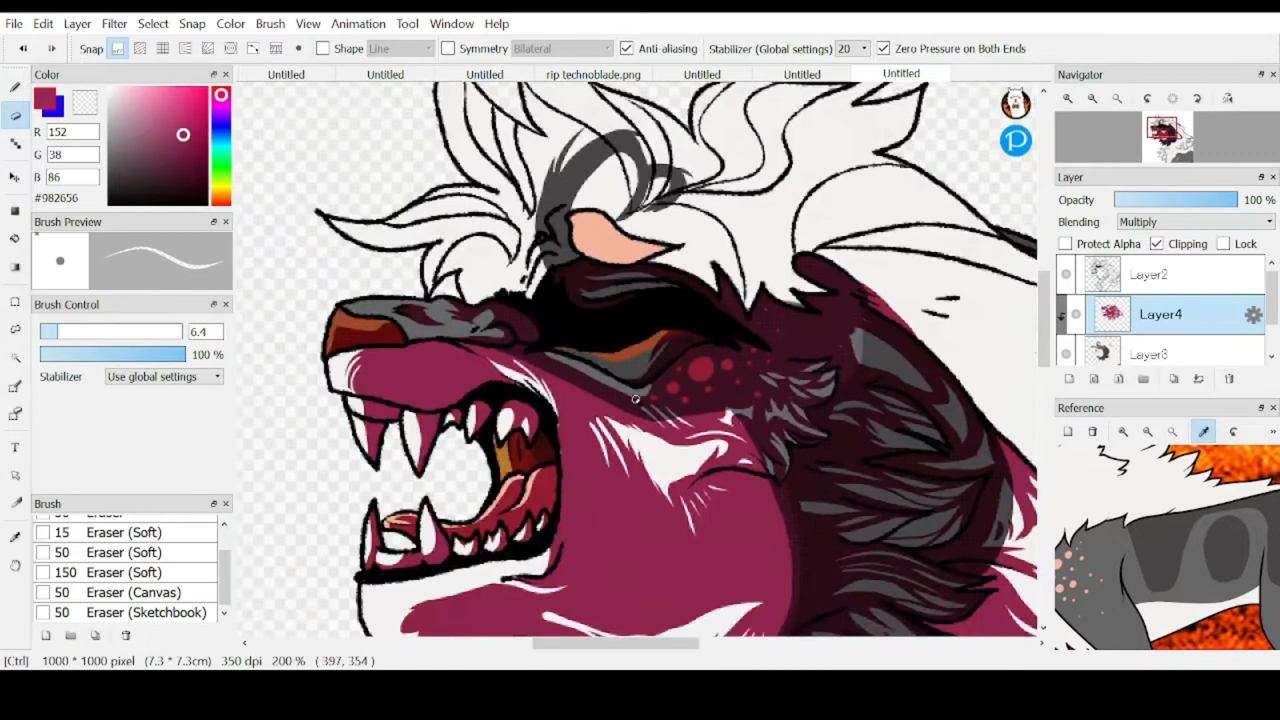 File Edit Layer Filter Select Snap Color Brush View Animation Tool Window Help
Snap Shape Line Symmetry Bilateral Anti-aliasing Stabilizer (Global settings) 20 Zero Pressure on Both Ends
Color
Untitled Untitled Untitled rip technoblade.png Untitled Untitled Untitled
Navigator
R 152
G 38
B 86
#982656
Layer
Opacity 100 %
Blending Multiply
Protect Alpha Clipping Lock
Layer2
Layer4
Brush Preview
Brush Control
6.4
100 %
Stabilizer Use global settings
Reference
Brush
15 Eraser (Soft)
50 Eraser (Soft)
150 Eraser (Soft)
50 Eraser (Canvas)
50 Eraser (Sketchbook)
[Ctrl] 1000 * 1000 pixel (7.3 * 7.3cm) 350 dpi 200 % ( 397, 354 )